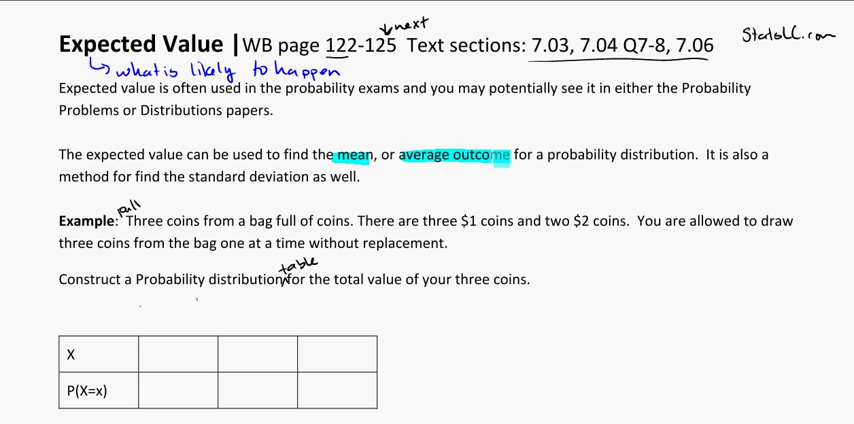 next
Expected Value | WB page 122-125 Text sections: 7.03, 7.04 Q7-8, 7.06
StatsLC.com
what is likely to happen
Expected value is often used in the probability exams and you may potentially see it in either the Probability
Problems or Distributions papers.
The expected value can be used to find the mean, or average outcome for a probability distribution. It is also a
method for find the standard deviation as well.
pull
Example: Three coins from a bag full of coins. There are three $1 coins and two $2 coins. You are allowed to draw
three coins from the bag one at a time without replacement.
table
Construct a Probability distribution for the total value of your three coins.
X
P(X=x)